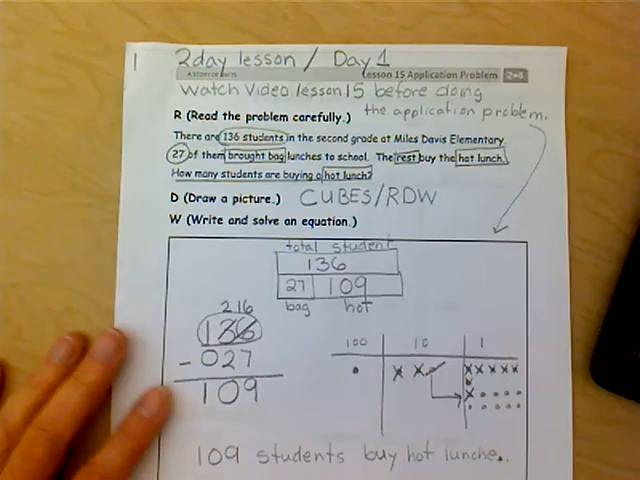 1 2day lesson / Day 1
A STORY OF UNITS Lesson 15 Application Problem 2•4
Watch Video lesson 15 before doing
R (Read the problem carefully.) the application problem.
There are 136 students in the second grade at Miles Davis Elementary.
27 of them brought bag lunches to school. The rest buy the hot lunch.
How many students are buying a hot lunch?
D (Draw a picture.) CUBES/RDW
W (Write and solve an equation.)
total student
136
27 109
bag hot
2 16
136
- 027
109
100 10 1
109 students buy hot lunche..